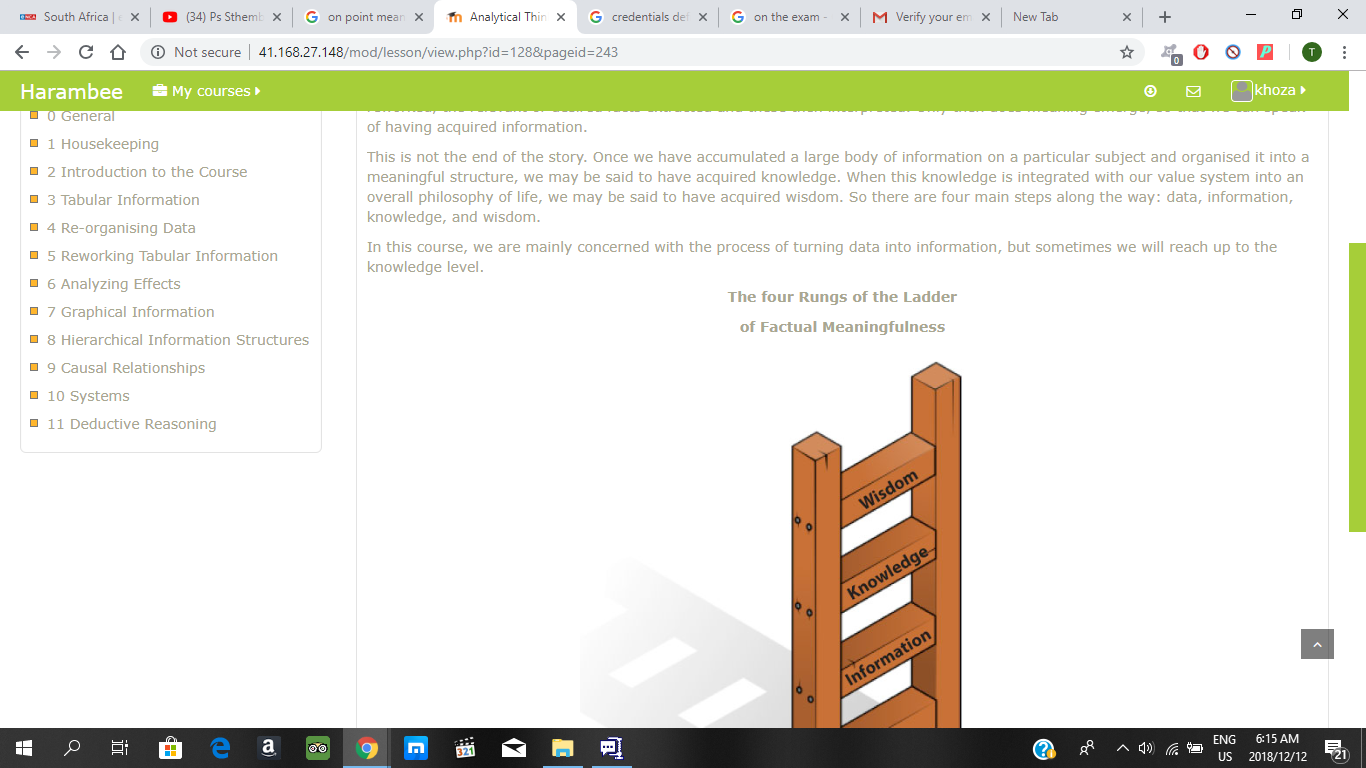 South Africa | e
(34) Ps Sthemb
on point mean
Analytical Thin
credentials def
on the exam -
Verify your em
New Tab
Not secure 41.168.27.148/mod/lesson/view.php?id=128&pageid=243
0
T
Harambee My courses khoza
0 General
1 Housekeeping
2 Introduction to the Course
3 Tabular Information
4 Re-organising Data
5 Reworking Tabular Information
6 Analyzing Effects
7 Graphical Information
8 Hierarchical Information Structures
9 Causal Relationships
10 Systems
11 Deductive Reasoning
of having acquired information.
This is not the end of the story. Once we have accumulated a large body of information on a particular subject and organised it into a
meaningful structure, we may be said to have acquired knowledge. When this knowledge is integrated with our value system into an
overall philosophy of life, we may be said to have acquired wisdom. So there are four main steps along the way: data, information,
knowledge, and wisdom.
In this course, we are mainly concerned with the process of turning data into information, but sometimes we will reach up to the
knowledge level.
The four Rungs of the Ladder
of Factual Meaningfulness
Wisdom
Knowledge
Information
321
ENG
US
6:15 AM
2018/12/12
21